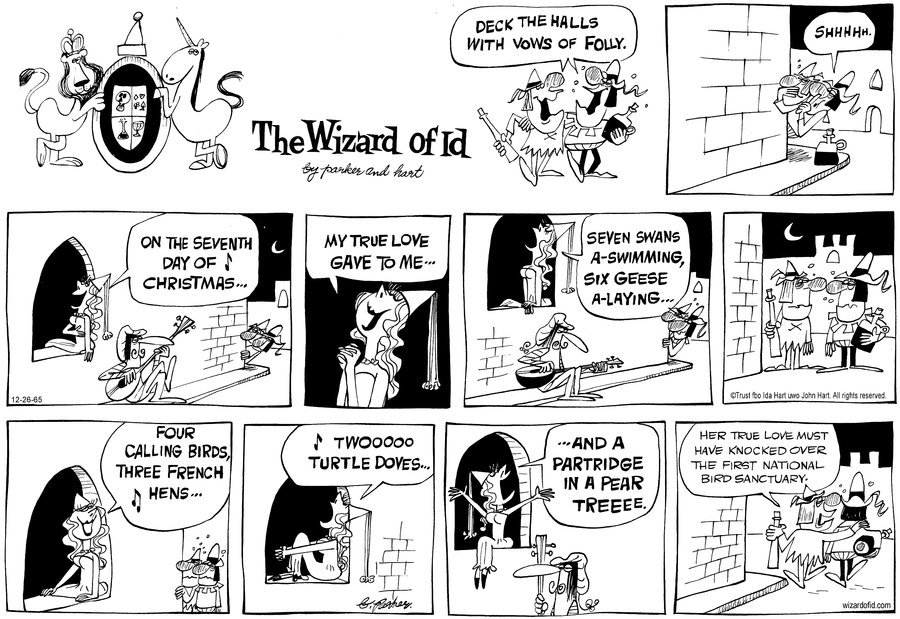 DECK THE HALLS
WITH VOWS OF FOLLY.
SHHHHH.
The Wizard of Id
by parker and hart
ON THE SEVENTH
DAY OF ♪
CHRISTMAS...
12-26-65
MY TRUE LOVE
GAVE TO ME...
SEVEN SWANS
A-SWIMMING,
SIX GEESE
A-LAYING...
©Trust fbo Ida Hart uwo John Hart. All rights reserved.
FOUR
CALLING BIRDS,
THREE FRENCH
♪ HENS...
♪ TWOOOOO
TURTLE DOVES...
...AND A
PARTRIDGE
IN A PEAR
TREEEE.
HER TRUE LOVE MUST
HAVE KNOCKED OVER
THE FIRST NATIONAL
BIRD SANCTUARY.
wizardofid.com